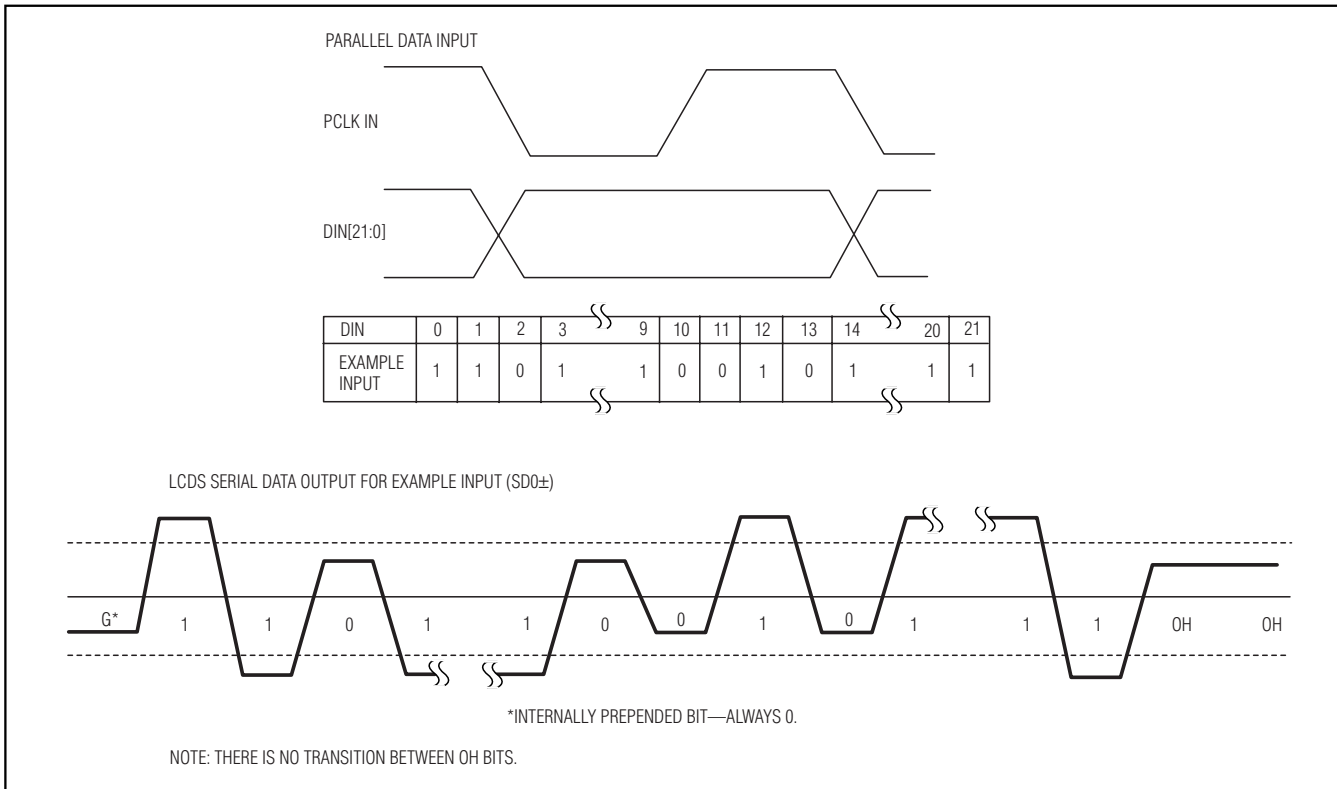 PARALLEL DATA INPUT
PCLK IN
DIN[21:0]
DIN 0 1 2 3 9 10 11 12 13 14 20 21
EXAMPLE INPUT 1 1 0 1 1 0 0 1 0 1 1 1
LCDS SERIAL DATA OUTPUT FOR EXAMPLE INPUT (SD0±)
G* 1 1 0 1 1 0 0 1 0 1 1 1 OH OH
*INTERNALLY PREPENDED BIT—ALWAYS 0.
NOTE: THERE IS NO TRANSITION BETWEEN OH BITS.